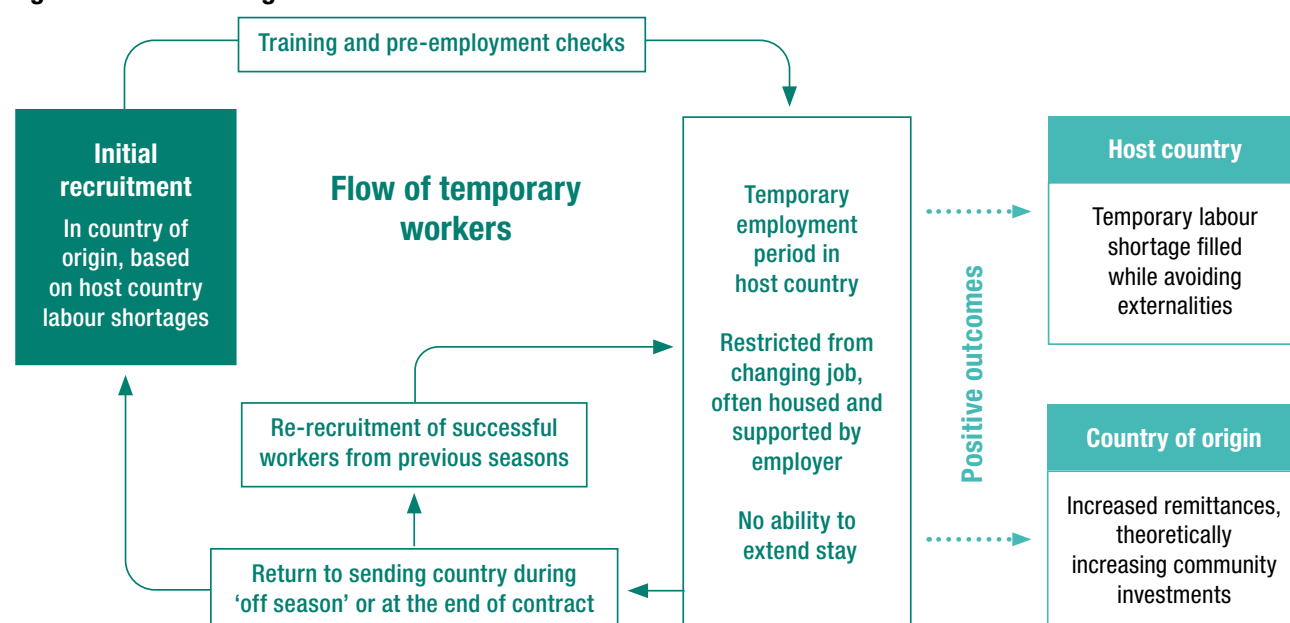 Training and pre-employment checks
Initial
recruitment
In country of
origin, based
on host country
labour shortages
Flow of temporary
workers
Re-recruitment of successful
workers from previous seasons
Return to sending country during
‘off season’ or at the end of contract
Temporary
employment
period in
host country
Restricted from
changing job,
often housed and
supported by
employer
No ability to
extend stay
Positive outcomes
Host country
Temporary labour
shortage filled
while avoiding
externalities
Country of origin
Increased remittances,
theoretically
increasing community
investments